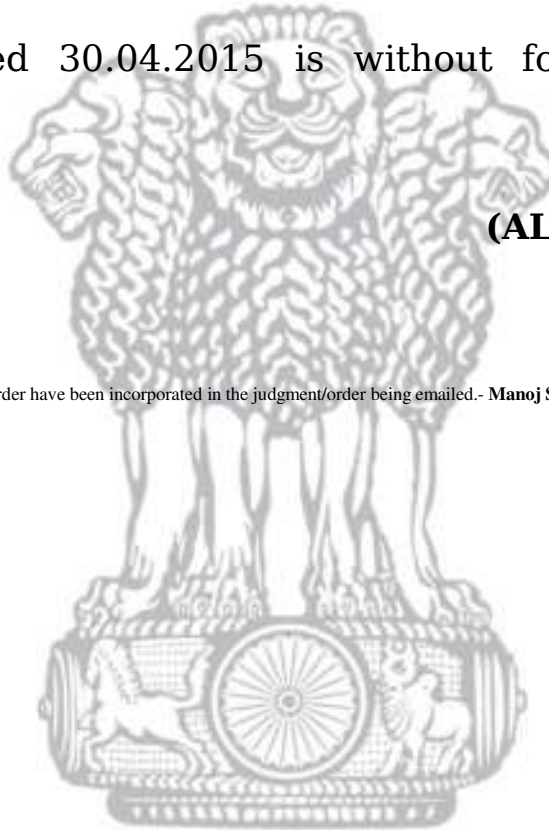 ed 30.04.2015 is without fo
(AL
rder have been incorporated in the judgment/order being emailed.- Manoj S